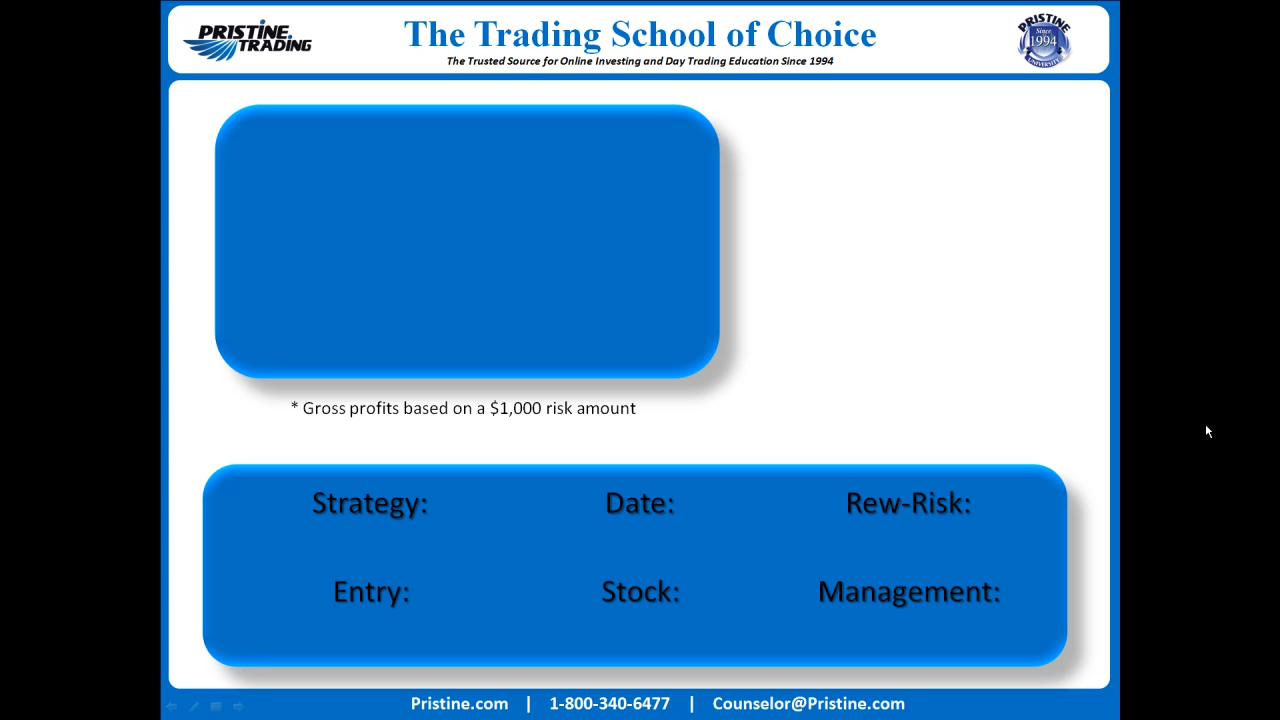 PRISTINE
TRADING
The Trading School of Choice
The Trusted Source for Online Investing and Day Trading Education Since 1994
PRISTINE
Since
1994
UNIVERSITY
* Gross profits based on a $1,000 risk amount
Strategy: Date: Rew-Risk:
Entry: Stock: Management:
Pristine.com | 1-800-340-6477 | Counselor@Pristine.com